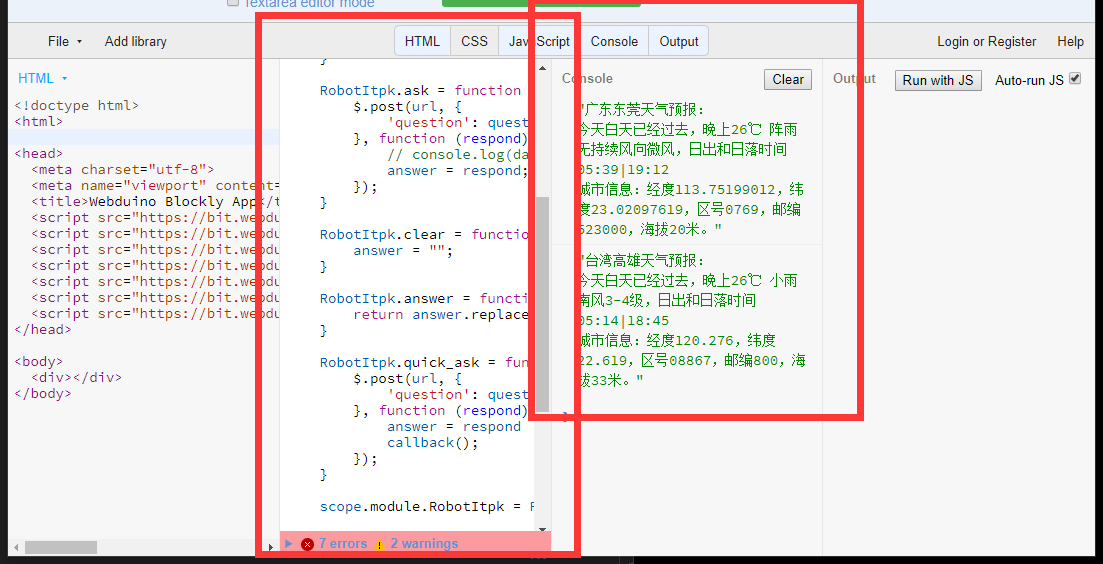 Textarea editor mode
File
Add library
HTML
CSS
JavaScript
Console
Output
Login or Register
Help
HTML
<!doctype html>
<html>
<head>
<meta charset="utf-8">
<meta name="viewport" content=
<title>Webduino Blockly App</t
<script src="https://bit.webdu
<script src="https://bit.webdu
<script src="https://bit.webdu
<script src="https://bit.webdu
<script src="https://bit.webdu
<script src="https://bit.webdu
<script src="https://bit.webdu
</head>
<body>
<div></div>
</body>
}
RobotItpk.ask = function
$.post(url, {
'question': quest
}, function (respond)
// console.log(da
answer = respond;
});
}
RobotItpk.clear = function
answer = "";
}
RobotItpk.answer = functi
return answer.replace
}
RobotItpk.quick_ask = fun
$.post(url, {
'question': quest
}, function (respond)
answer = respond
callback();
});
}
scope.module.RobotItpk =
7 errors
2 warnings
Console
Clear
"广东东莞天气预报：
今天白天已经过去，晚上26℃ 阵雨
无持续风向微风，日出和日落时间
05:39|19:12
城市信息：经度113.75199012，纬
度23.02097619，区号0769，邮编
523000，海拔20米。"
"台湾高雄天气预报：
今天白天已经过去，晚上26℃ 小雨
南风3-4级，日出和日落时间
05:14|18:45
城市信息：经度120.276，纬度
22.619，区号08867，邮编800，海
拔33米。"
Output
Run with JS
Auto-run JS